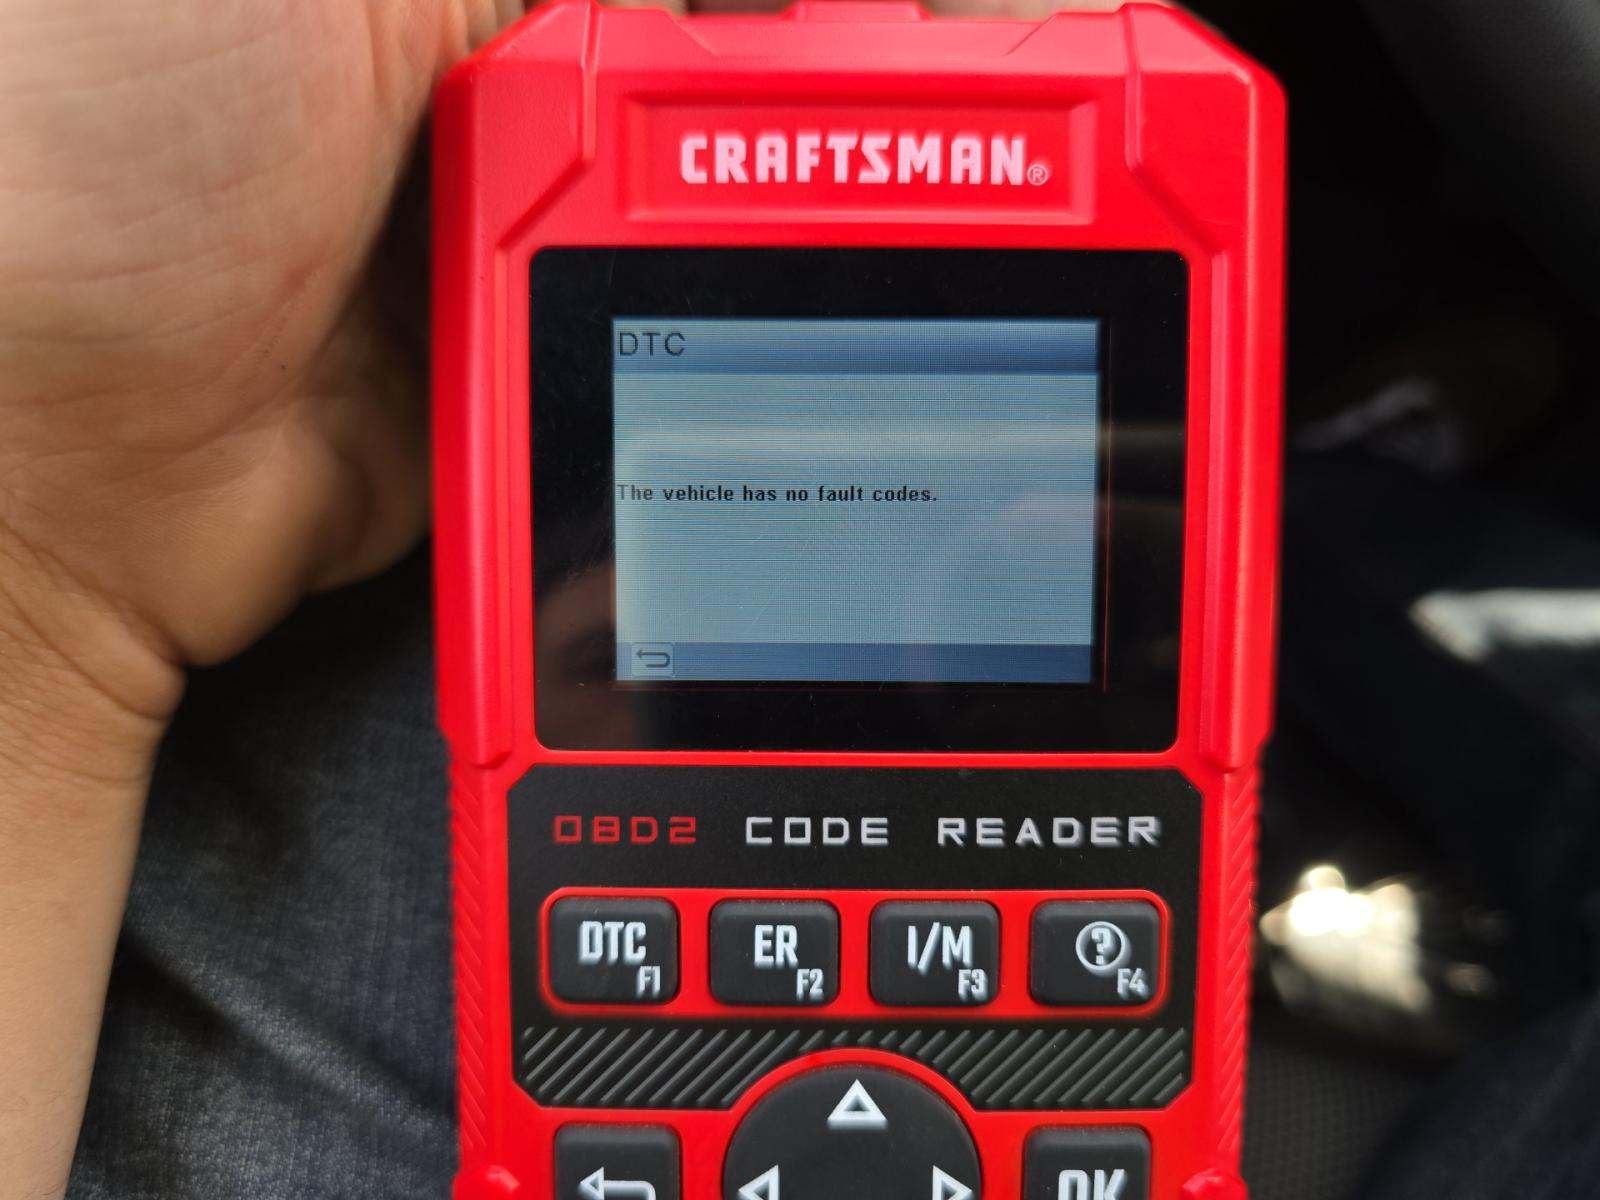 CRAFTSMAN®
DTC
The vehicle has no fault codes.
OBD2 CODE READER
DTC F1 ER F2 I/M F3 ? F4
OK